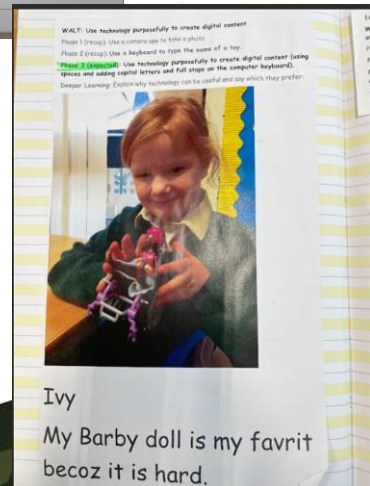 WALT: Use technology purposefully to create digital content
Phase 1 (recap): Use a camera app to take a photo
Phase 2 (recap): Use a keyboard to type the name of a toy.
Phase 3 (expected): Use technology purposefully to create digital content (using
spaces and adding capital letters and full stops on the computer keyboard).
Deeper Learning: Explain why technology can be useful and say which they prefer.
Ivy
My Barby doll is my favrit
becoz it is hard.